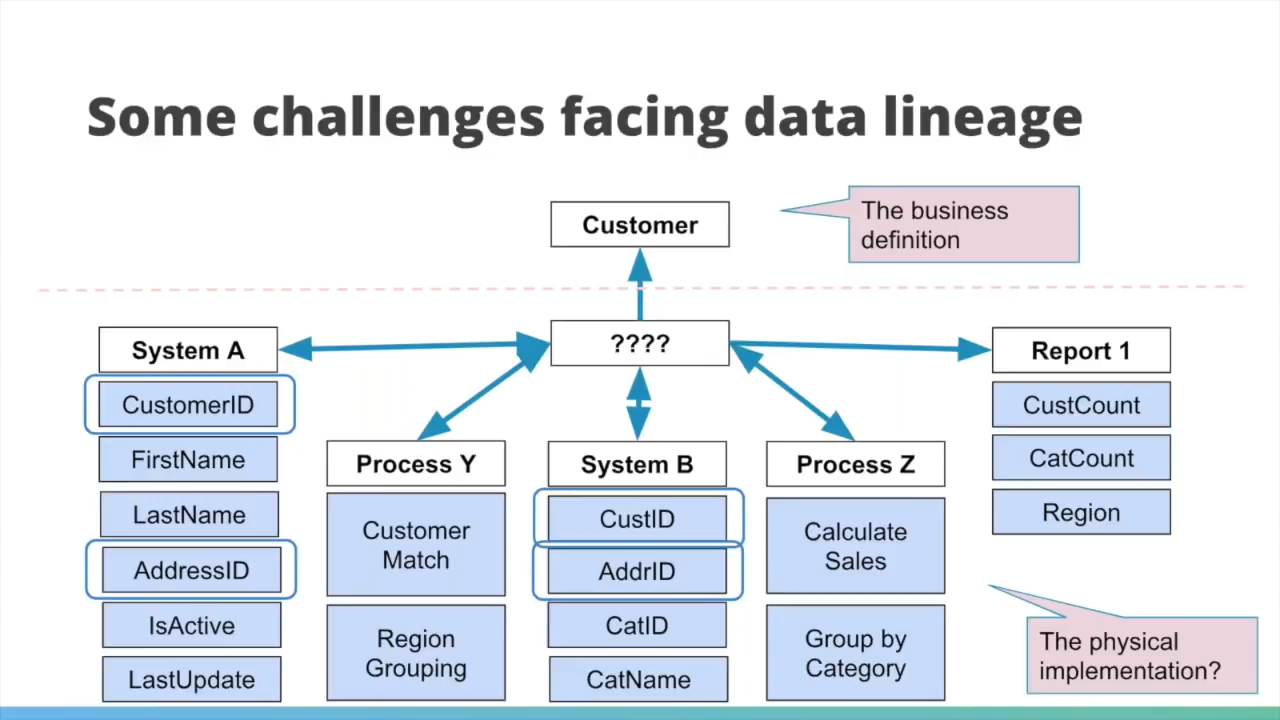 Some challenges facing data lineage
Customer
The business
definition
????
System A
CustomerID
FirstName
LastName
AddressID
IsActive
LastUpdate
Process Y
Customer
Match
Region
Grouping
System B
CustID
AddrID
CatID
CatName
Process Z
Calculate
Sales
Group by
Category
Report 1
CustCount
CatCount
Region
The physical
implementation?